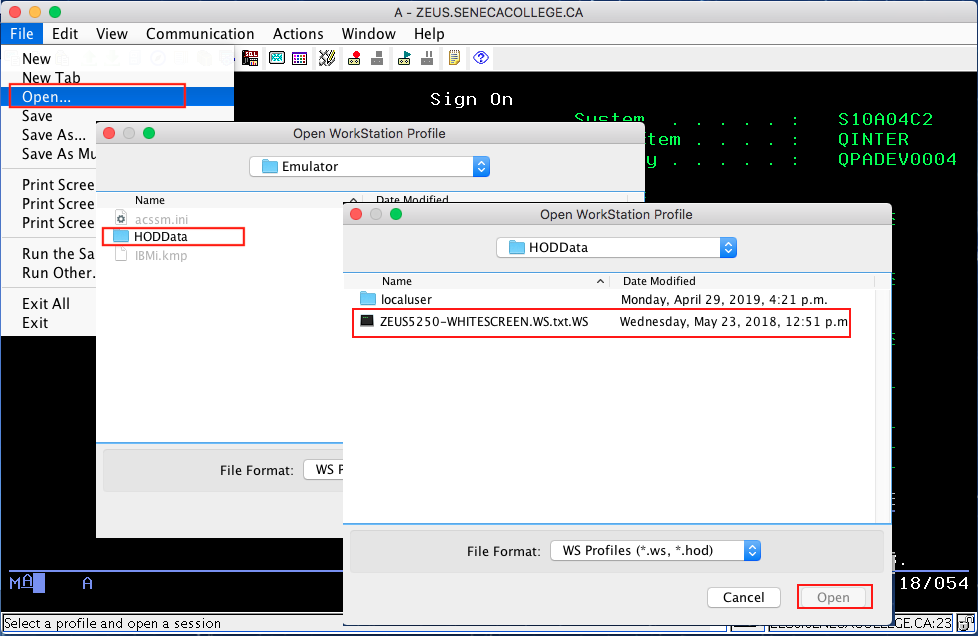 A - ZEUS.SENECACOLLEGE.CA
File Edit View Communication Actions Window Help
New
New Tab
Open...
Save
Save As...
Save As Mu
Print Scree
Print Scree
Print Scree
Run the Sa
Run Other.
Exit All
Exit
Sign On
System . . . . . : S10A04C2
tem . . . . : QINTER
y . . . . . : QPADEV0004
Open WorkStation Profile
Emulator
Name Date Modified
acssm.ini
HODData
IBMi.kmp
File Format: WS P
Open WorkStation Profile
HODData
Name Date Modified
localuser Monday, April 29, 2019, 4:21 p.m.
ZEUS5250-WHITESCREEN.WS.txt.WS Wednesday, May 23, 2018, 12:51 p.m
File Format: WS Profiles (*.ws, *.hod)
Cancel Open
MA A 18/054
Select a profile and open a session ZEUS.SENECACOLLEGE.CA:23